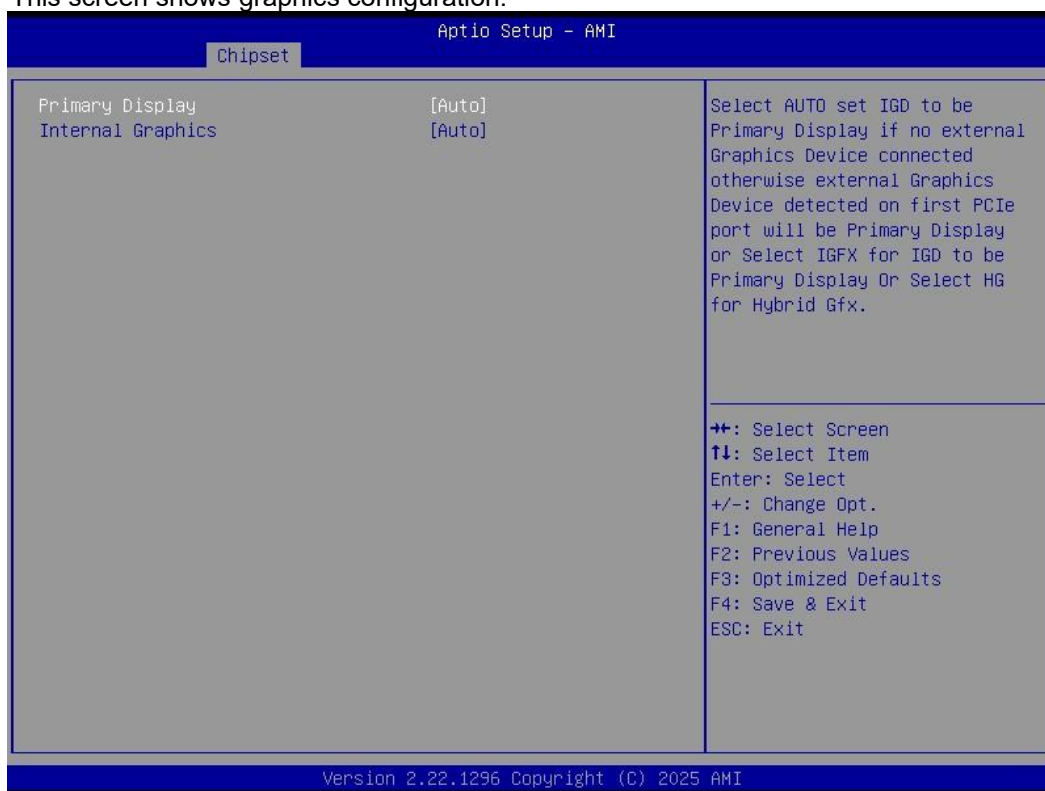 This screen shows graphics configuration.
Aptio Setup – AMI
Chipset
Primary Display [Auto]
Internal Graphics [Auto]
Select AUTO set IGD to be
Primary Display if no external
Graphics Device connected
otherwise external Graphics
Device detected on first PCIe
port will be Primary Display
or Select IGFX for IGD to be
Primary Display Or Select HG
for Hybrid Gfx.
→←: Select Screen
↑↓: Select Item
Enter: Select
+/-: Change Opt.
F1: General Help
F2: Previous Values
F3: Optimized Defaults
F4: Save & Exit
ESC: Exit
Version 2.22.1296 Copyright (C) 2025 AMI